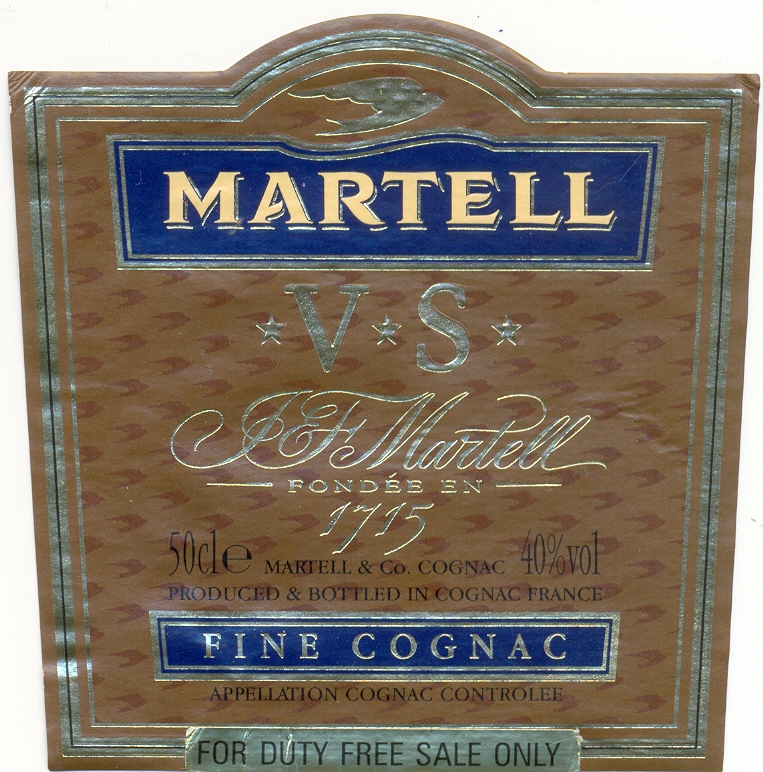 MARTELL
V S
J & F Martell
FONDÉE EN
1715
50cl e MARTELL & Co. COGNAC 40%vol
PRODUCED & BOTTLED IN COGNAC FRANCE
FINE COGNAC
APPELLATION COGNAC CONTROLEE
FOR DUTY FREE SALE ONLY